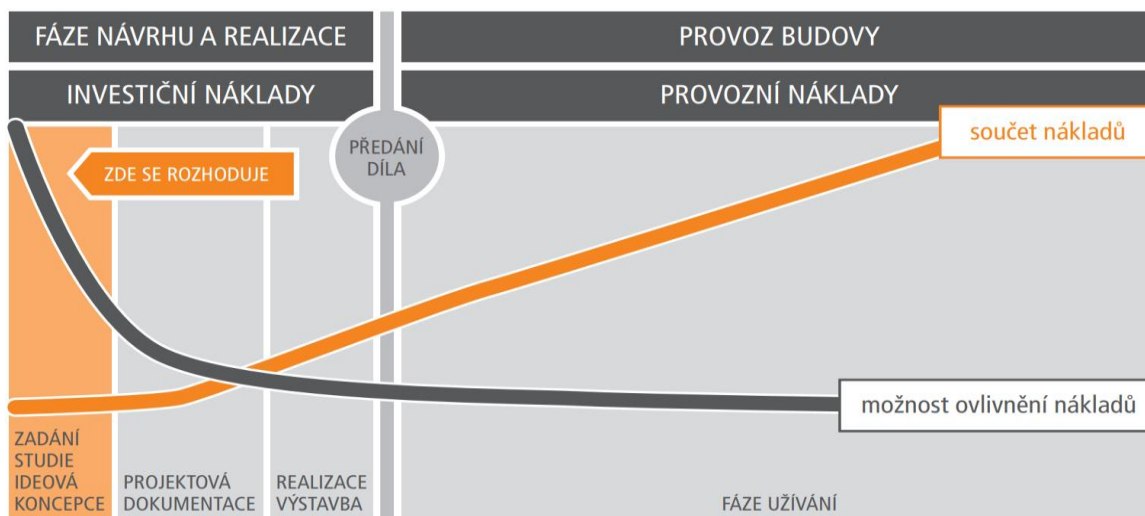 FÁZE NÁVRHU A REALIZACE
PROVOZ BUDOVY
INVESTIČNÍ NÁKLADY
PROVOZNÍ NÁKLADY
součet nákladů
PŘEDÁNÍ
DÍLA
ZDE SE ROZHODUJE
možnost ovlivnění nákladů
ZADÁNÍ
STUDIE
IDEOVÁ
KONCEPCE
PROJEKTOVÁ
DOKUMENTACE
REALIZACE
VÝSTAVBA
FÁZE UŽÍVÁNÍ